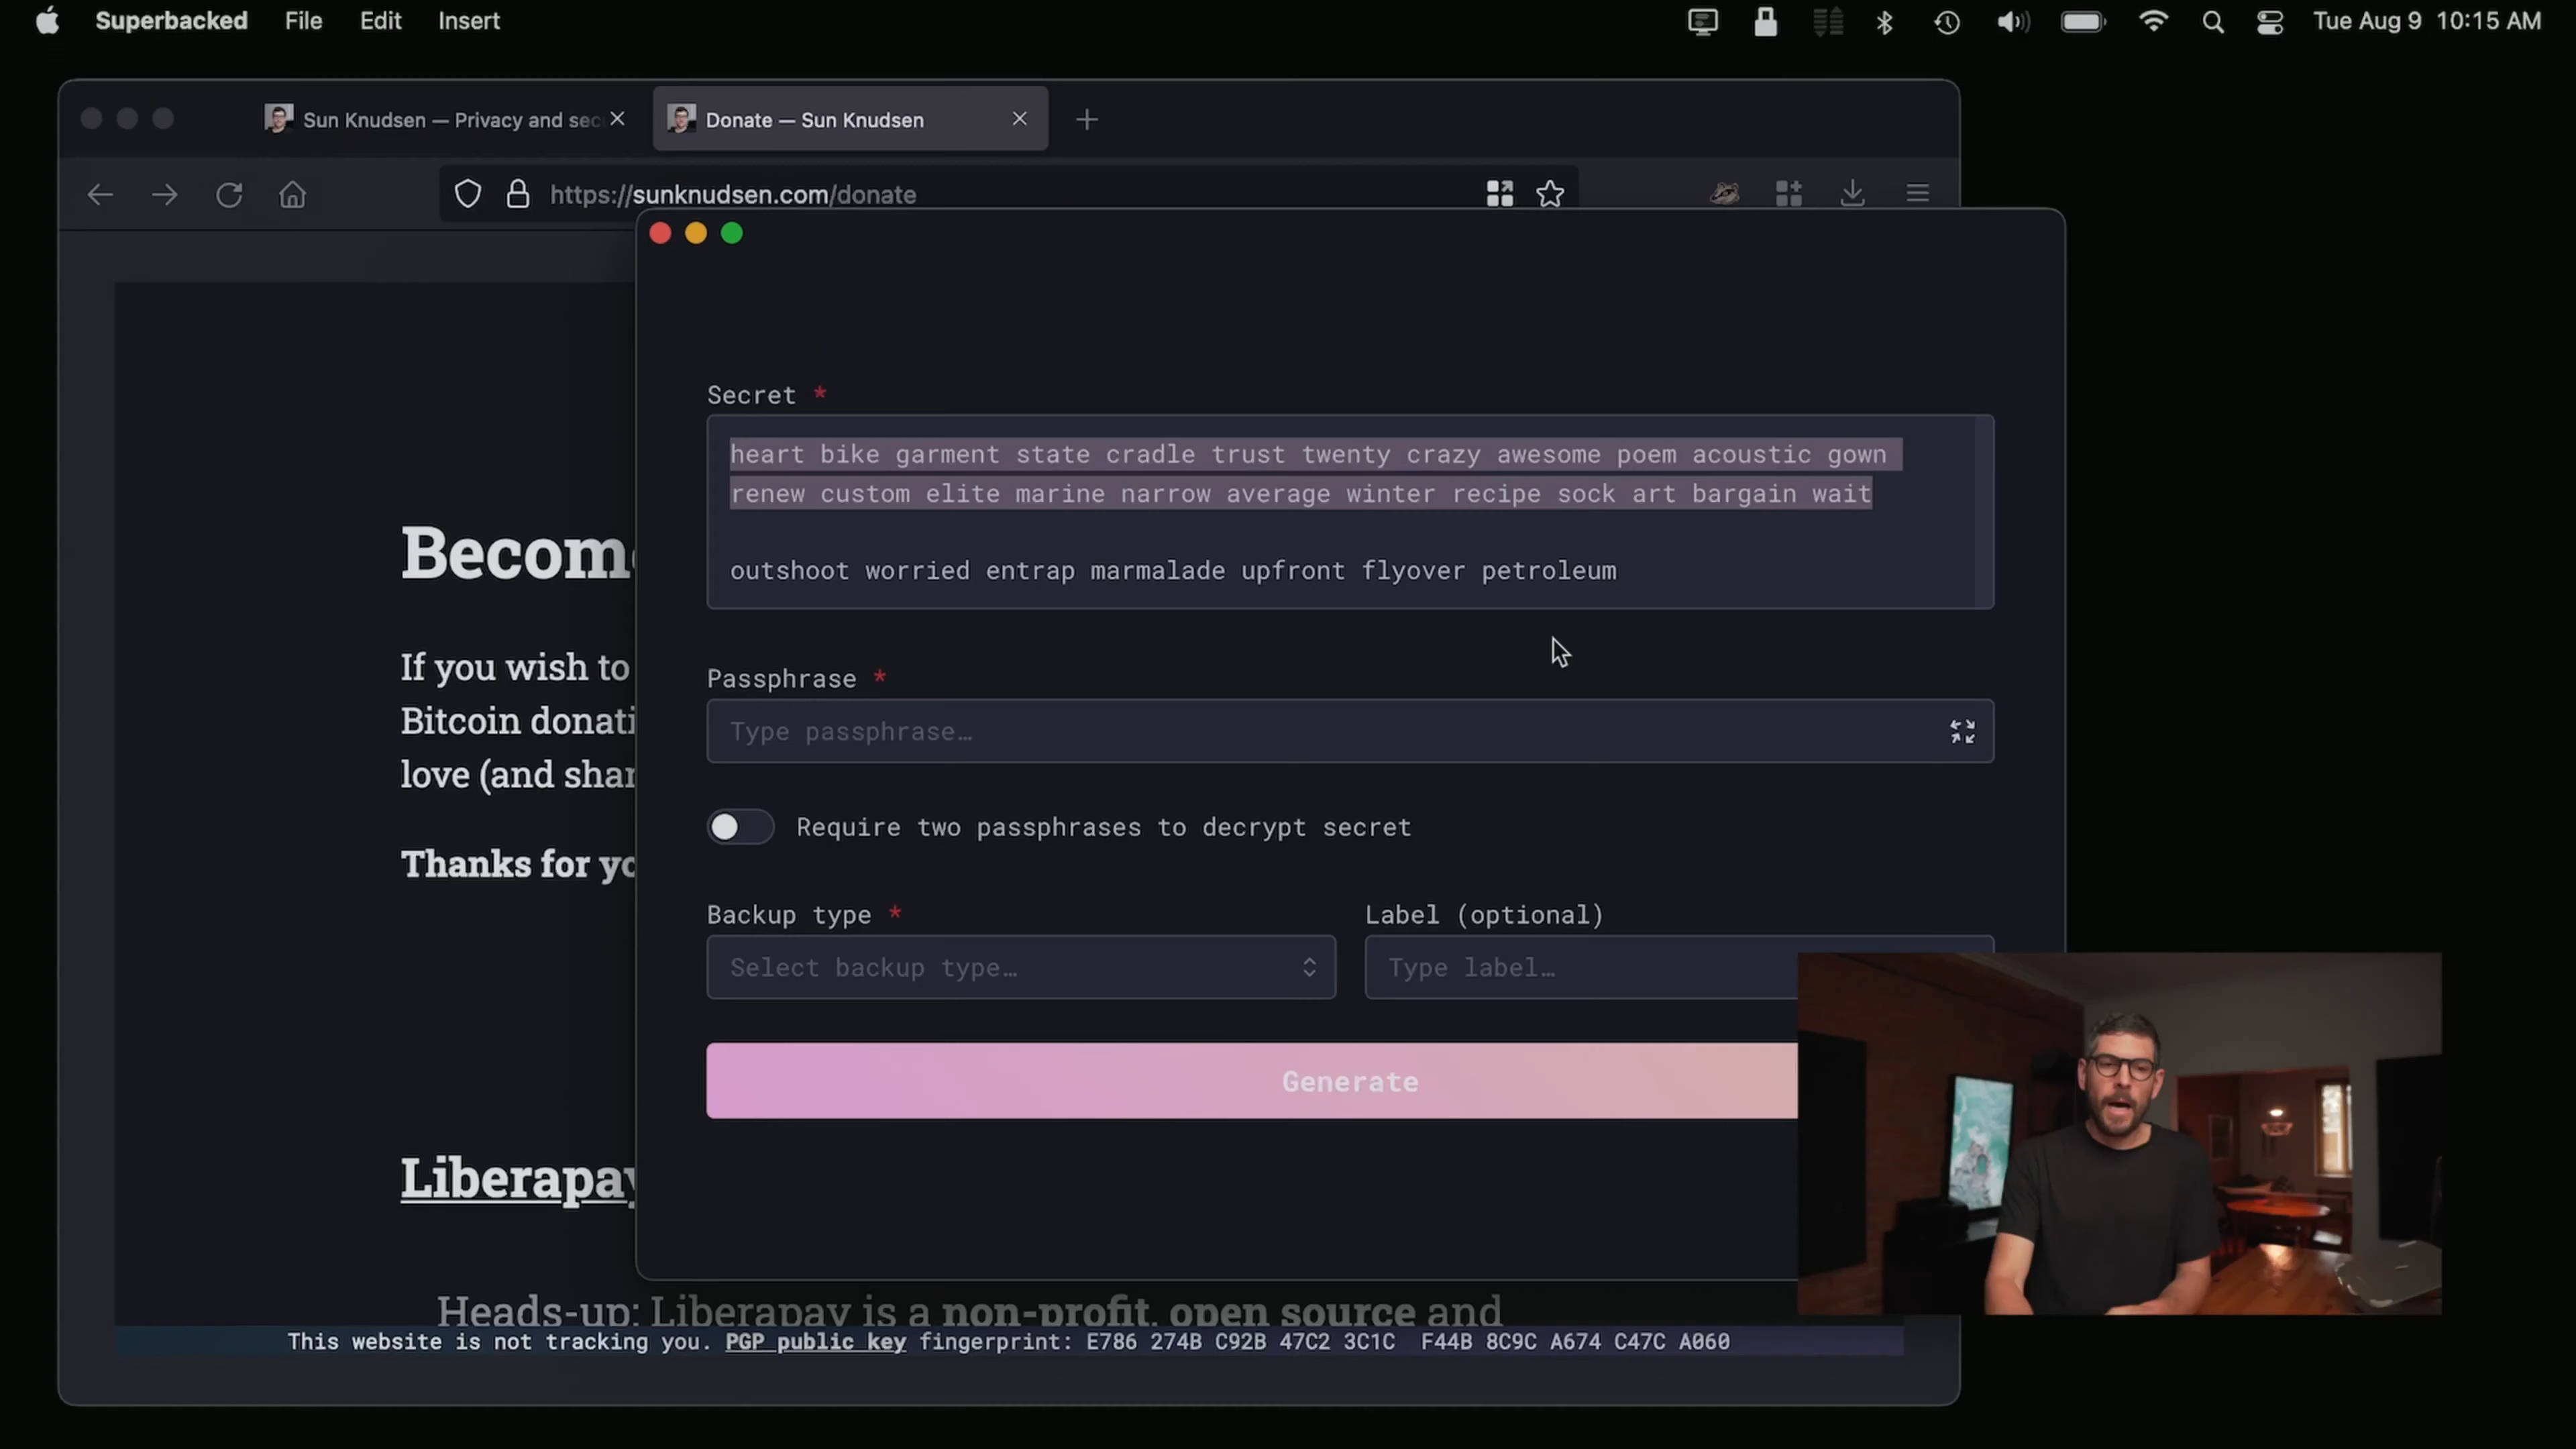 Superbacked File Edit Insert Tue Aug 9 10:15 AM
Sun Knudsen — Privacy and sec
Donate — Sun Knudsen
https://sunknudsen.com/donate
Secret *
heart bike garment state cradle trust twenty crazy awesome poem acoustic gown
renew custom elite marine narrow average winter recipe sock art bargain wait
outshoot worried entrap marmalade upfront flyover petroleum
Passphrase *
Type passphrase…
Require two passphrases to decrypt secret
Backup type *
Select backup type…
Label (optional)
Type label…
Generate
Become
If you wish to
Bitcoin donati
love (and shar
Thanks for yo
Liberapay
Heads-up: Liberapay is a non-profit, open source and
This website is not tracking you. PGP public key fingerprint: E786 274B C92B 47C2 3C1C F44B 8C9C A674 C47C A060